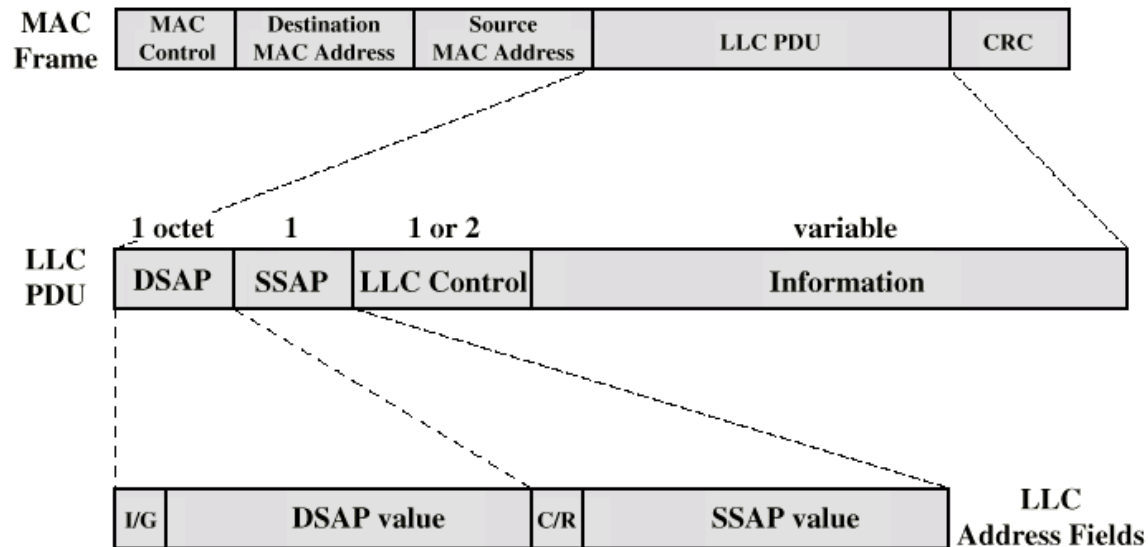 MAC
Frame
MAC
Control
Destination
MAC Address
Source
MAC Address
LLC PDU
CRC
1 octet
1
1 or 2
variable
LLC
PDU
DSAP
SSAP
LLC Control
Information
I/G
DSAP value
C/R
SSAP value
LLC
Address Fields